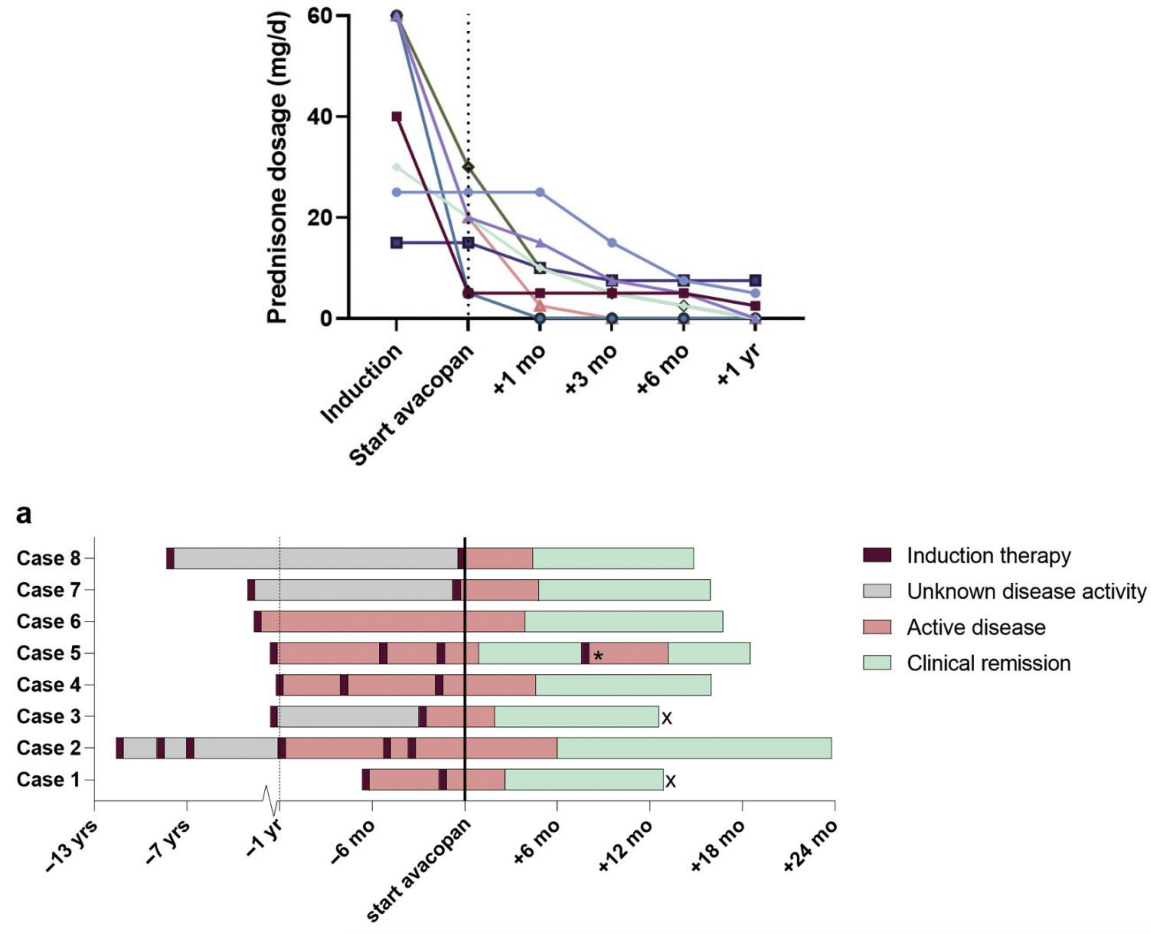 Prednisone dosage (mg/d)
60
40
20
0
Induction
Start avacopan
+1 mo
+3 mo
+6 mo
+1 yr
a
Case 8
Case 7
Case 6
Case 5
*
Case 4
Case 3
x
Case 2
Case 1
x
–13 yrs
–7 yrs
–1 yr
–6 mo
start avacopan
+6 mo
+12 mo
+18 mo
+24 mo
Induction therapy
Unknown disease activity
Active disease
Clinical remission